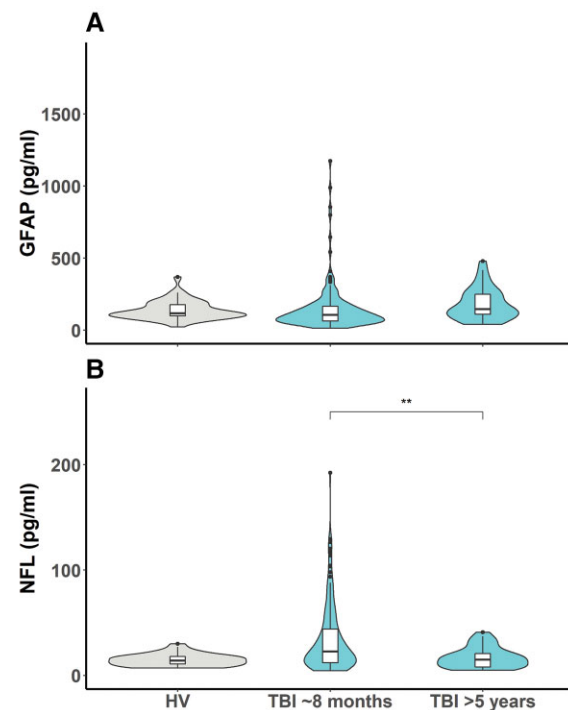 A
GFAP (pg/ml)
1500
1000
500
0
B
**
NFL (pg/ml)
200
100
0
HV TBI ~8 months TBI >5 years